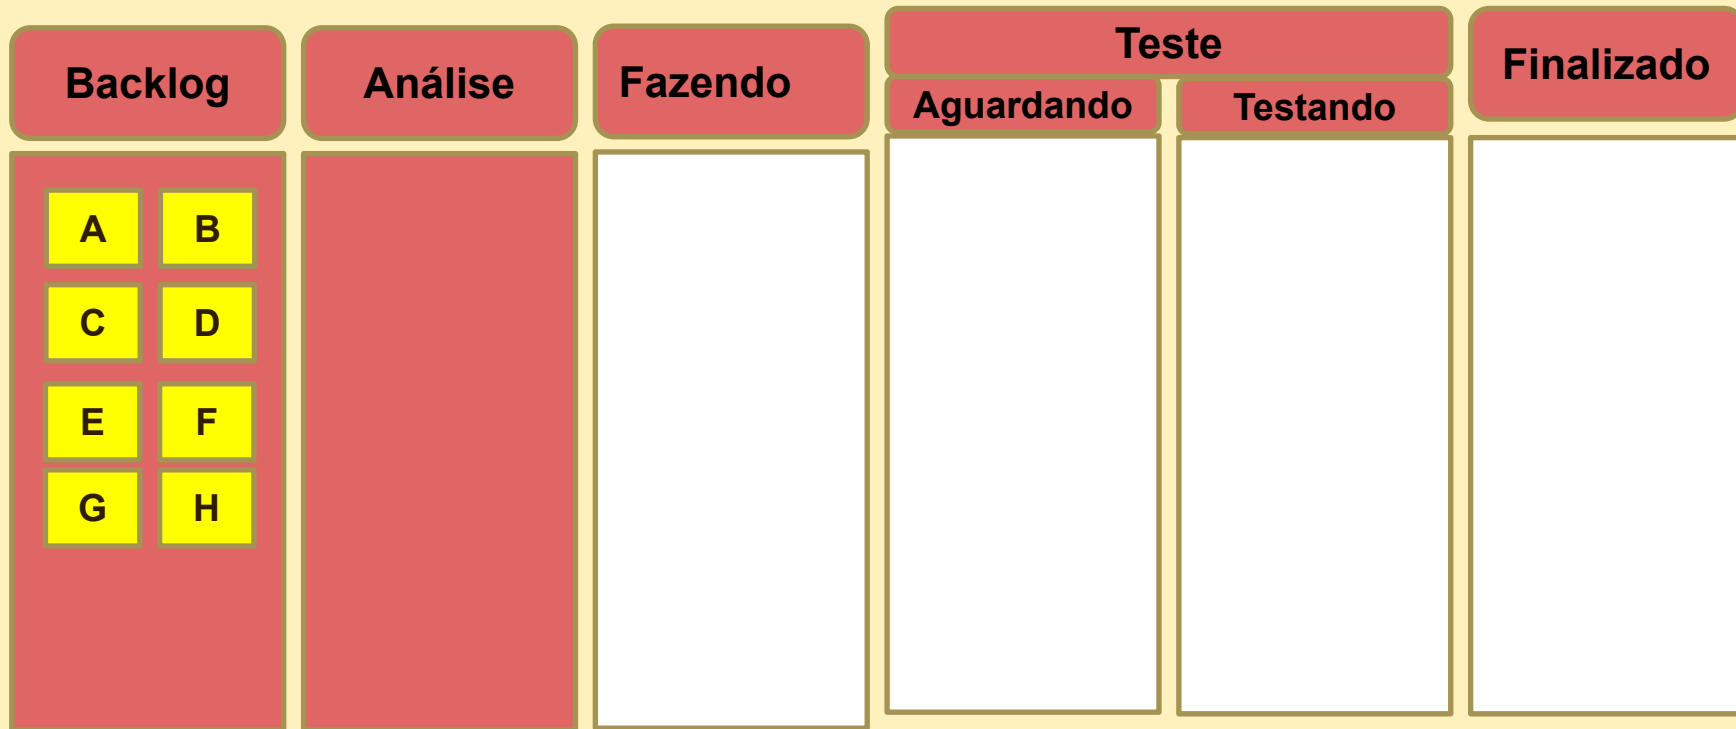 Backlog
Análise
Fazendo
Teste
Aguardando
Testando
Finalizado
A B
C D
E F
G H